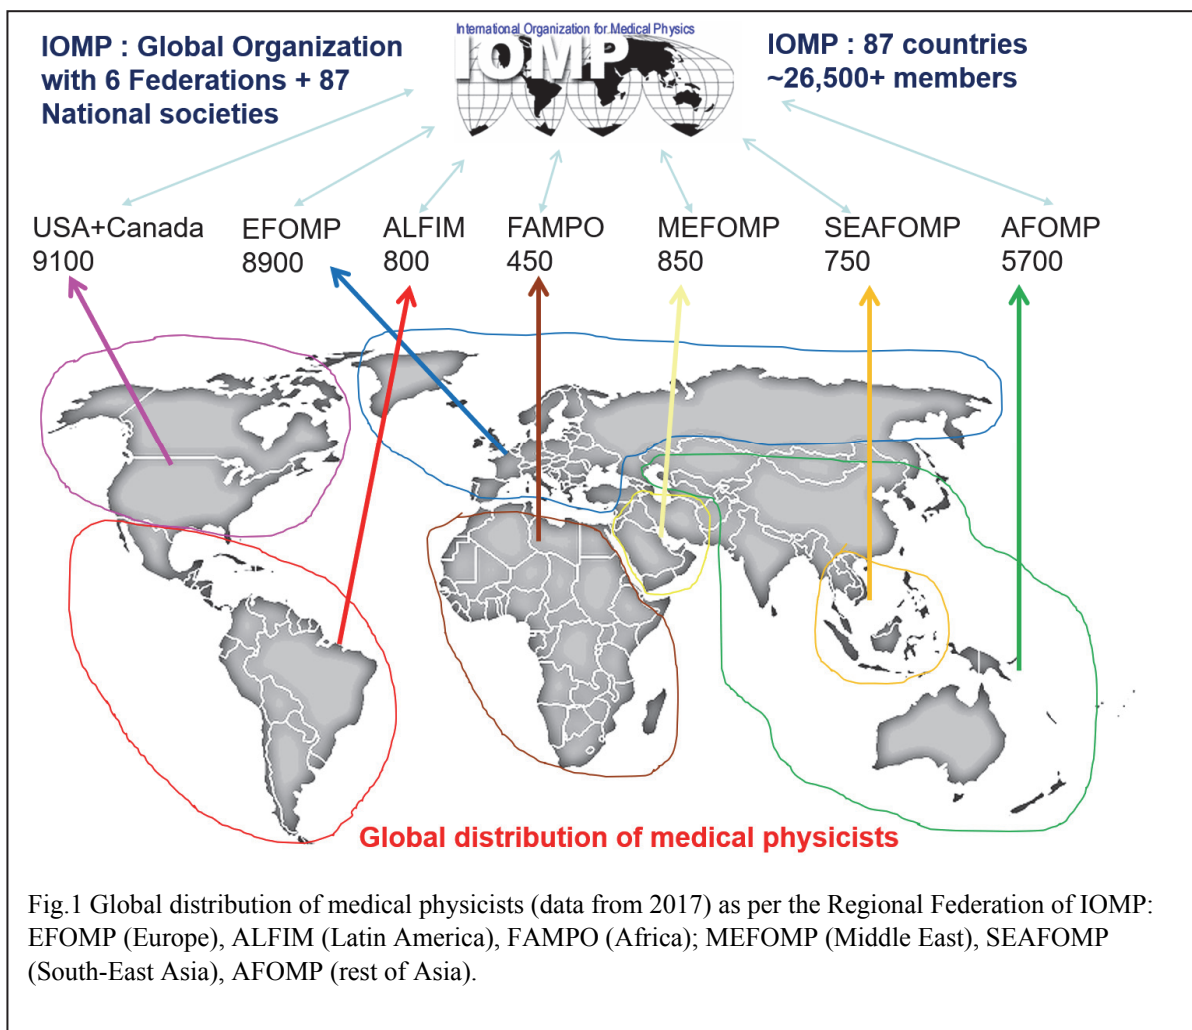 International Organization for Medical Physics
IOMP
IOMP : Global Organization
with 6 Federations + 87
National societies
IOMP : 87 countries
~26,500+ members
USA+Canada
9100
EFOMP
8900
ALFIM
800
FAMPO
450
MEFOMP
850
SEAFOMP
750
AFOMP
5700
Global distribution of medical physicists
Fig.1 Global distribution of medical physicists (data from 2017) as per the Regional Federation of IOMP:
EFOMP (Europe), ALFIM (Latin America), FAMPO (Africa); MEFOMP (Middle East), SEAFOMP
(South-East Asia), AFOMP (rest of Asia).